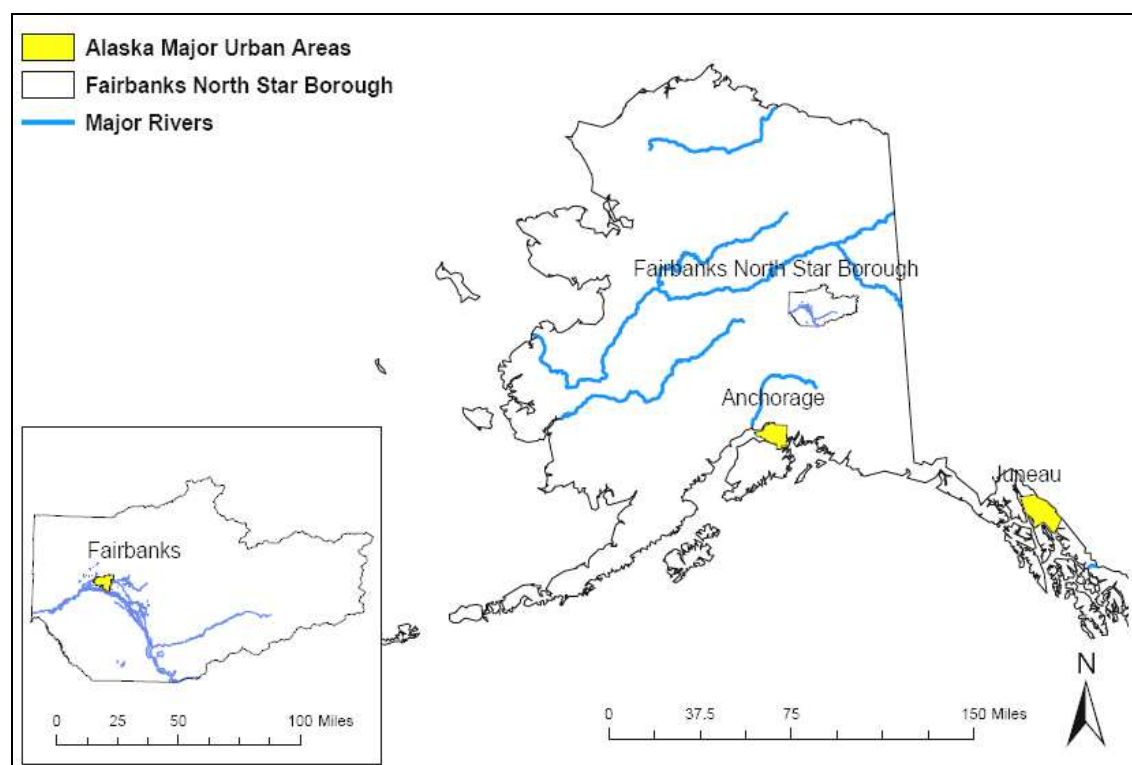 Alaska Major Urban Areas
Fairbanks North Star Borough
Major Rivers
Fairbanks North Star Borough
Anchorage
Juneau
Fairbanks
0 25 50 100 Miles
0 37.5 75 150 Miles
N